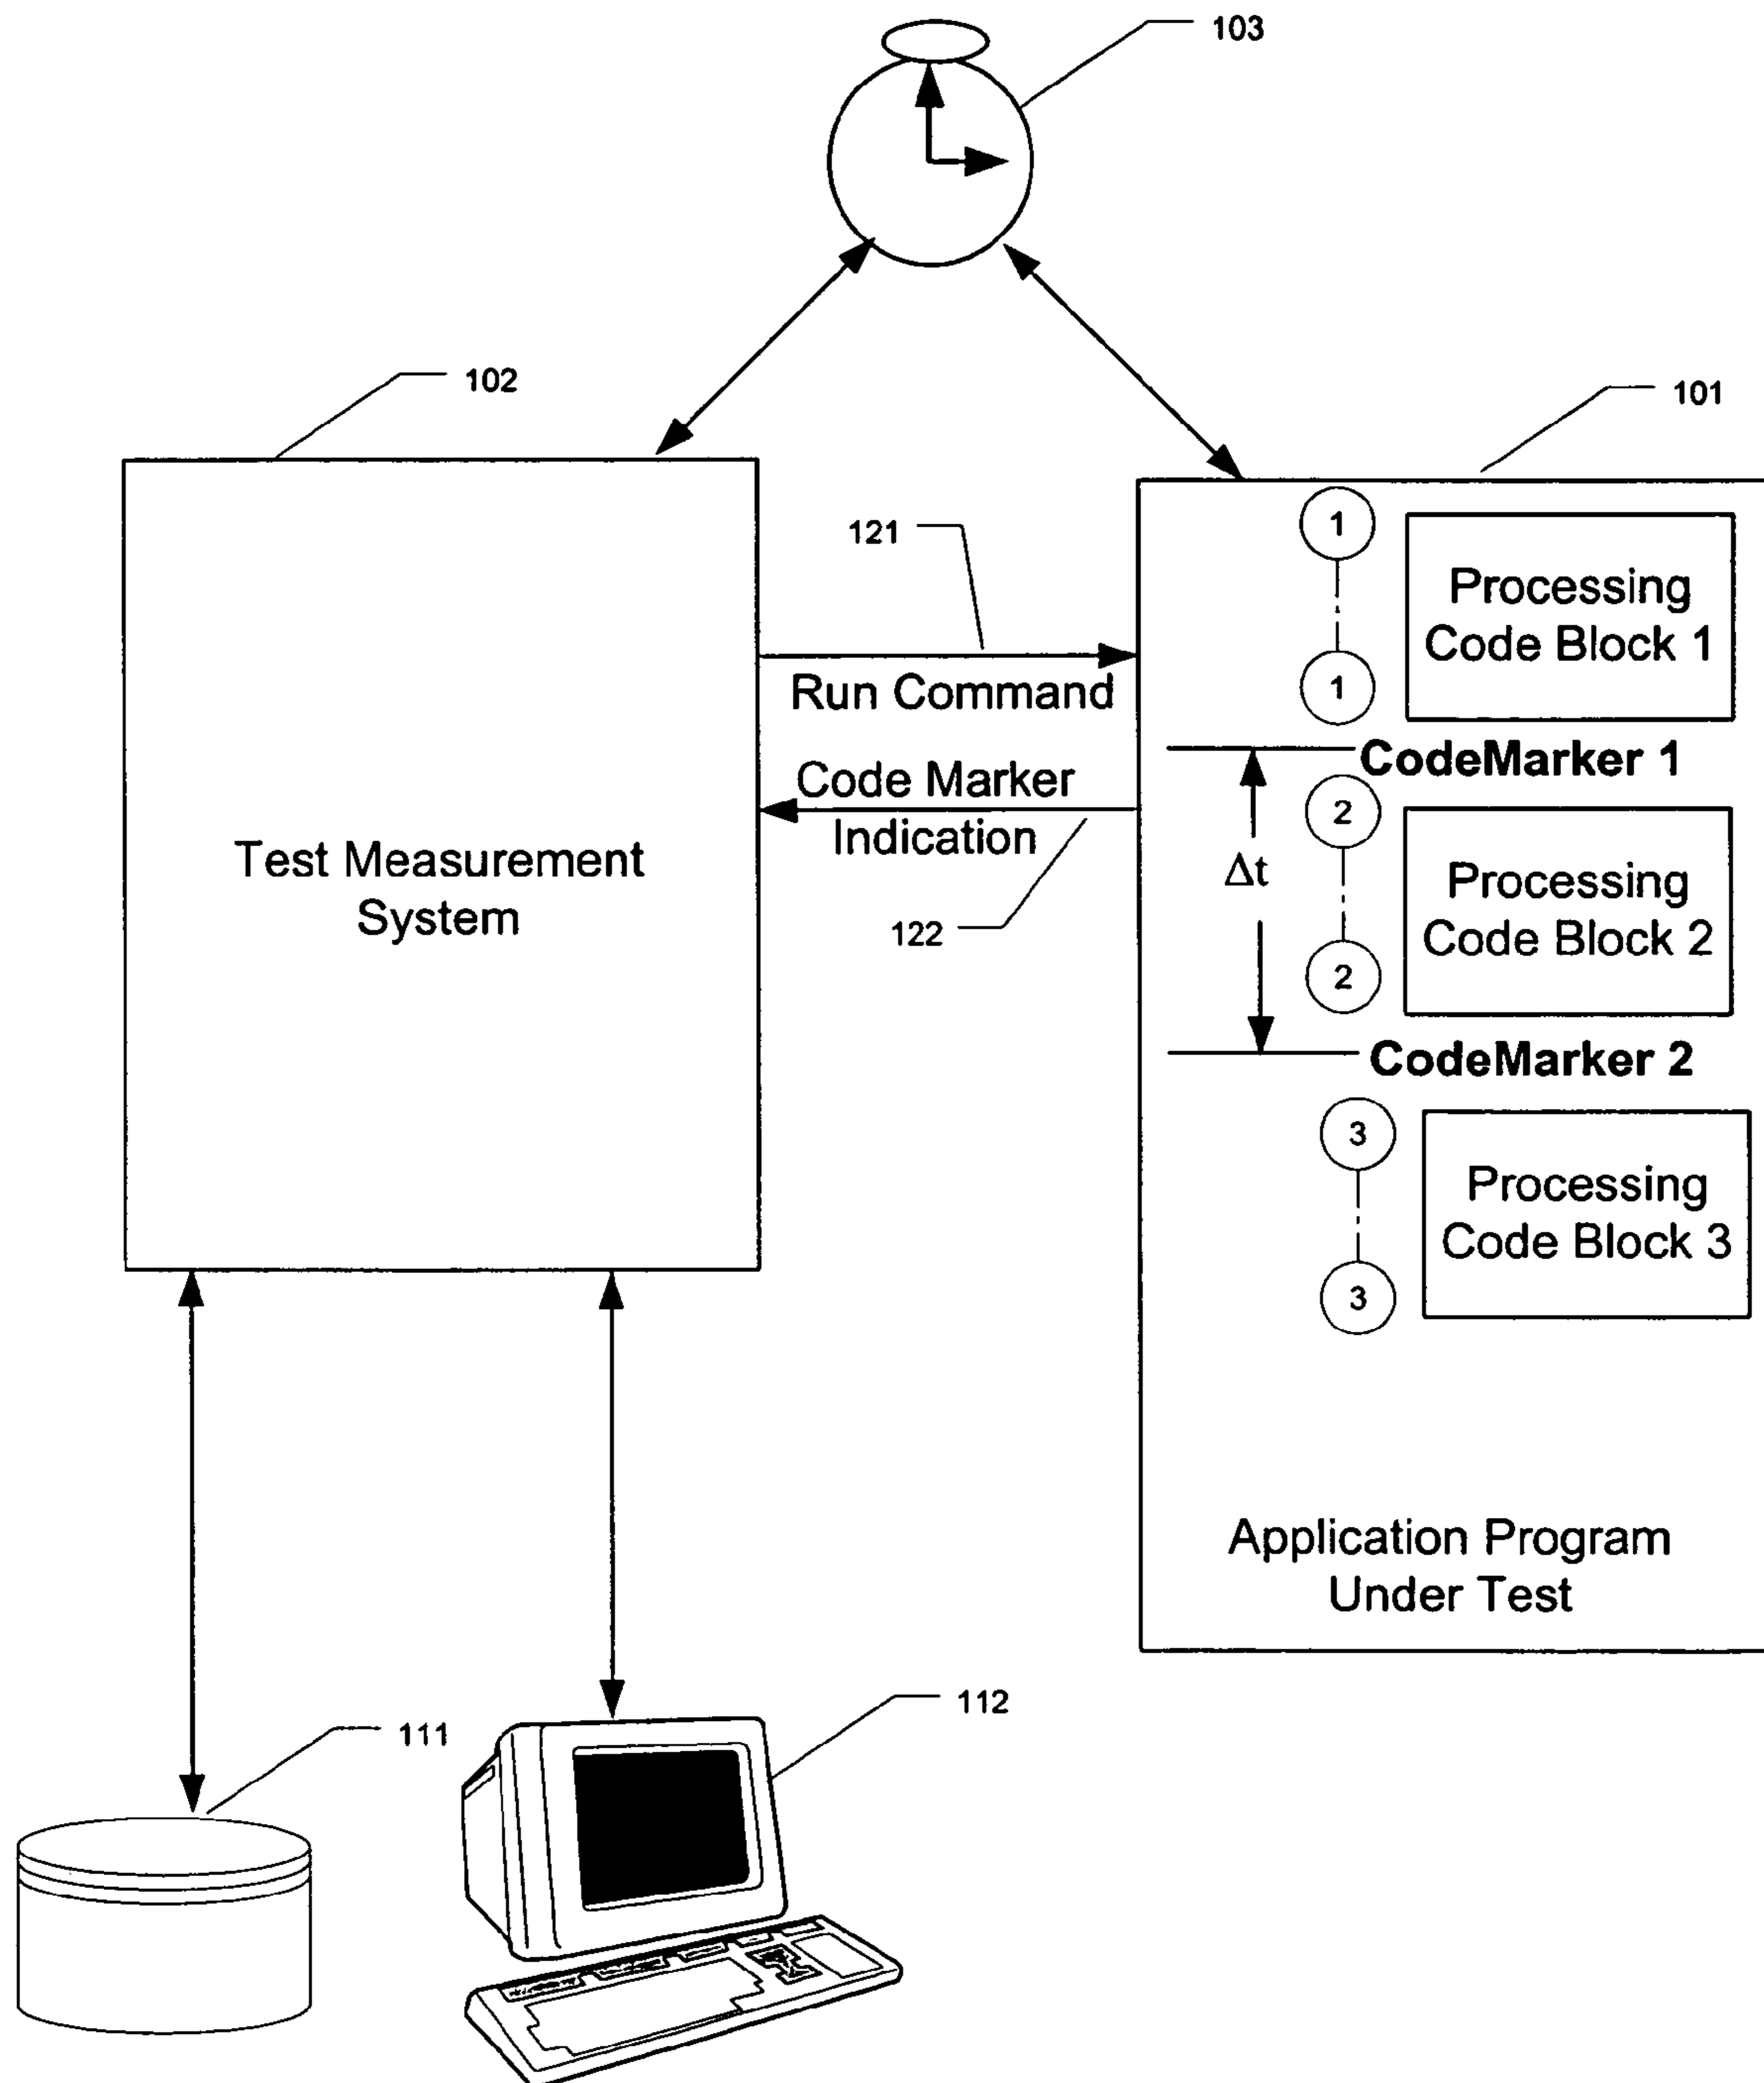 103
102
101
121
1
Processing
Code Block 1
1
Run Command
CodeMarker 1
Code Marker
Indication
2
Processing
Code Block 2
2
Δt
Test Measurement
System
122
CodeMarker 2
3
Processing
Code Block 3
3
Application Program
Under Test
112
111